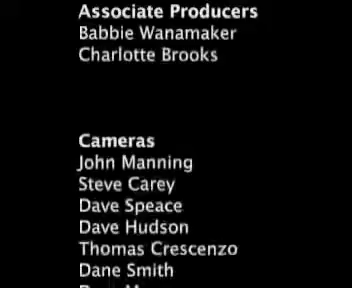 Associate Producers
Babbie Wanamaker
Charlotte Brooks
Cameras
John Manning
Steve Carey
Dave Speace
Dave Hudson
Thomas Crescenzo
Dane Smith